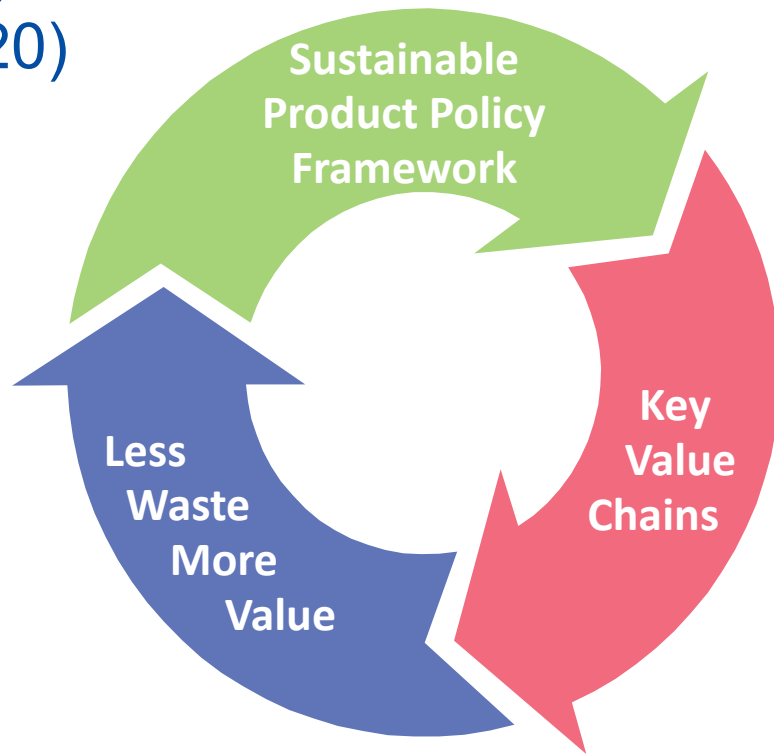 20)
Sustainable
Product Policy
Framework
Key
Value
Chains
Less
Waste
More
Value